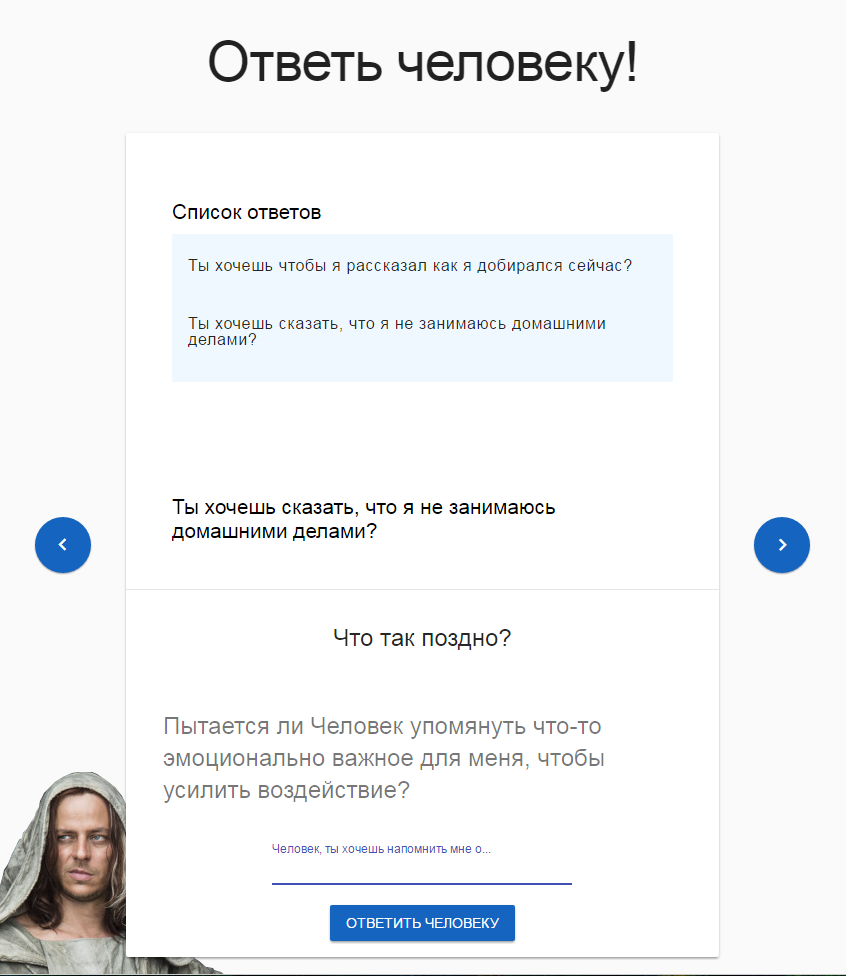 Ответь человеку!
Список ответов
Ты хочешь чтобы я рассказал как я добирался сейчас?
Ты хочешь сказать, что я не занимаюсь домашними
делами?
Ты хочешь сказать, что я не занимаюсь
домашними делами?
Что так поздно?
Пытается ли Человек упомянуть что-то
эмоционально важное для меня, чтобы
усилить воздействие?
Человек, ты хочешь напомнить мне о...
ОТВЕТИТЬ ЧЕЛОВЕКУ